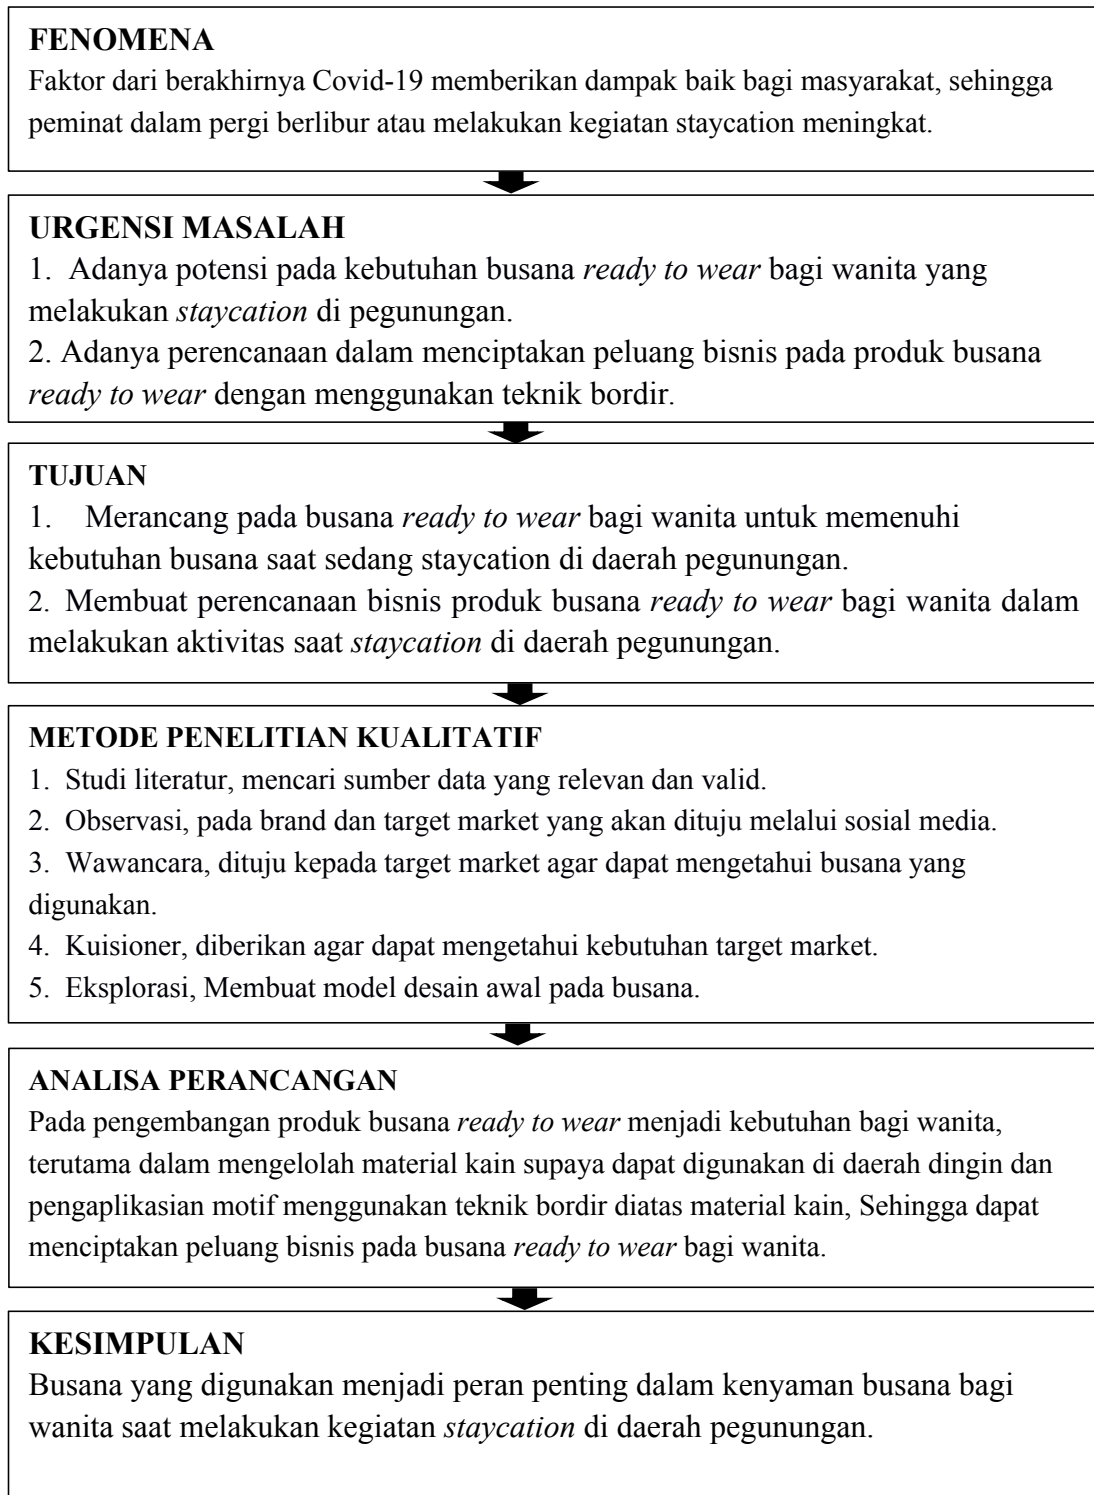 FENOMENA
Faktor dari berakhirnya Covid-19 memberikan dampak baik bagi masyarakat, sehingga
peminat dalam pergi berlibur atau melakukan kegiatan staycation meningkat.
URGENSI MASALAH
1. Adanya potensi pada kebutuhan busana ready to wear bagi wanita yang
melakukan staycation di pegunungan.
2. Adanya perencanaan dalam menciptakan peluang bisnis pada produk busana
ready to wear dengan menggunakan teknik bordir.
TUJUAN
1. Merancang pada busana ready to wear bagi wanita untuk memenuhi
kebutuhan busana saat sedang staycation di daerah pegunungan.
2. Membuat perencanaan bisnis produk busana ready to wear bagi wanita dalam
melakukan aktivitas saat staycation di daerah pegunungan.
METODE PENELITIAN KUALITATIF
1. Studi literatur, mencari sumber data yang relevan dan valid.
2. Observasi, pada brand dan target market yang akan dituju melalui sosial media.
3. Wawancara, dituju kepada target market agar dapat mengetahui busana yang
digunakan.
4. Kuisioner, diberikan agar dapat mengetahui kebutuhan target market.
5. Eksplorasi, Membuat model desain awal pada busana.
ANALISA PERANCANGAN
Pada pengembangan produk busana ready to wear menjadi kebutuhan bagi wanita,
terutama dalam mengelolah material kain supaya dapat digunakan di daerah dingin dan
pengaplikasian motif menggunakan teknik bordir diatas material kain, Sehingga dapat
menciptakan peluang bisnis pada busana ready to wear bagi wanita.
KESIMPULAN
Busana yang digunakan menjadi peran penting dalam kenyaman busana bagi
wanita saat melakukan kegiatan staycation di daerah pegunungan.